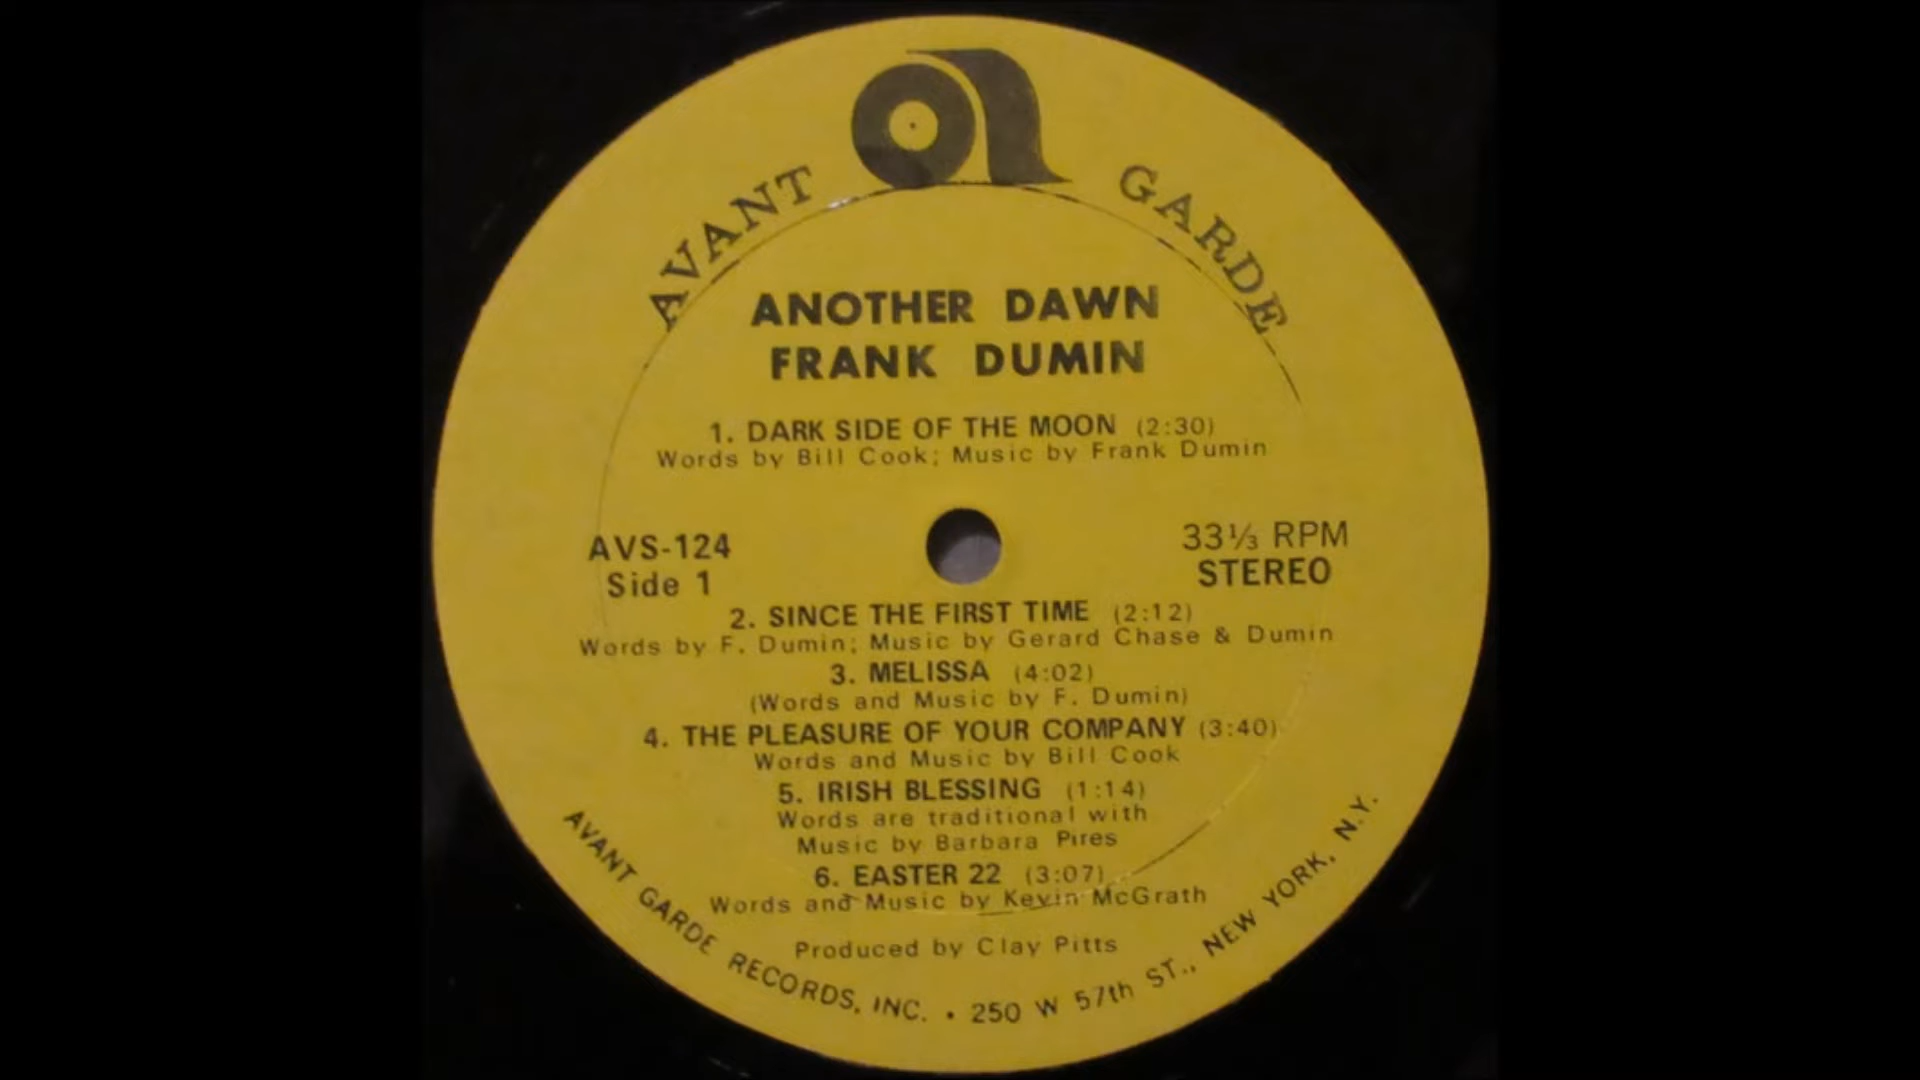 AVANT GARDE
ANOTHER DAWN
FRANK DUMIN
1. DARK SIDE OF THE MOON (2:30)
Words by Bill Cook; Music by Frank Dumin
AVS-124
Side 1
33⅓ RPM
STEREO
2. SINCE THE FIRST TIME (2:12)
Words by F. Dumin; Music by Gerard Chase & Dumin
3. MELISSA (4:02)
(Words and Music by F. Dumin)
4. THE PLEASURE OF YOUR COMPANY (3:40)
Words and Music by Bill Cook
5. IRISH BLESSING (1:14)
Words are traditional with
Music by Barbara Pires
6. EASTER 22 (3:07)
Words and Music by Kevin McGrath
Produced by Clay Pitts
AVANT GARDE RECORDS, INC. • 250 W 57th ST., NEW YORK, N.Y.